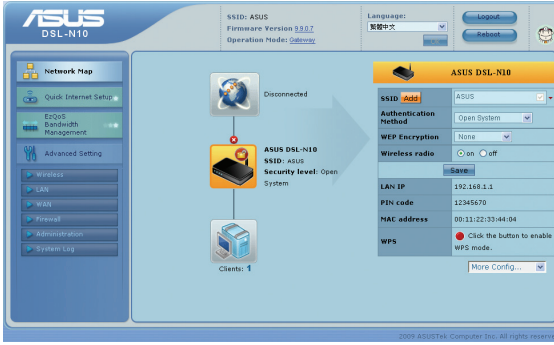 ASUS
DSL-N10
SSID: ASUS
Firmware Version 9.9.0.7
Operation Mode: Gateway
Language:
繁體中文
Logout
Reboot
Network Map
Quick Internet Setup
EzQoS
Bandwidth
Management
Advanced Setting
Wireless
LAN
WAN
Firewall
Administration
System Log
Disconnected
ASUS DSL-N10
SSID: ASUS
Security level: Open
System
Clients: 1
ASUS DSL-N10
SSID Add ASUS
Authentication
Method Open System
WEP Encryption None
Wireless radio on off
Save
LAN IP 192.168.1.1
PIN code 12345670
MAC address 00:11:22:33:44:04
WPS Click the button to enable
WPS mode.
More Config...
2009 ASUSTek Computer Inc. All rights reserve